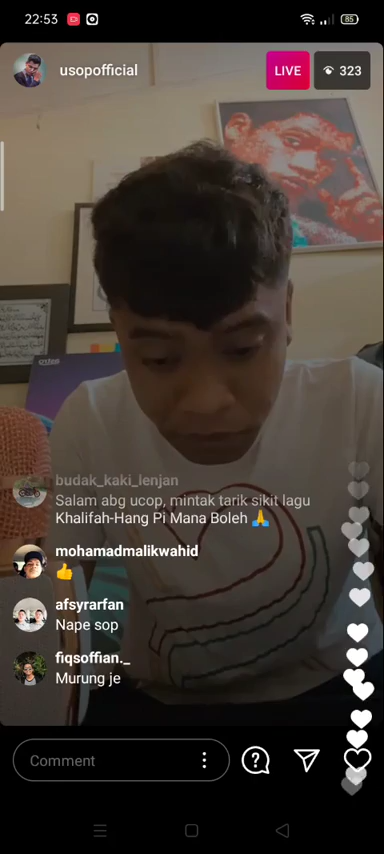 22:53
85
usopofficial
LIVE
323
budak_kaki_lenjan
Salam abg ucop, mintak tarik sikit lagu
Khalifah-Hang Pi Mana Boleh 🙏
mohamadmalikwahid
👍
afsyrarfan
Nape sop
fiqsoffian._
Murung je
Comment